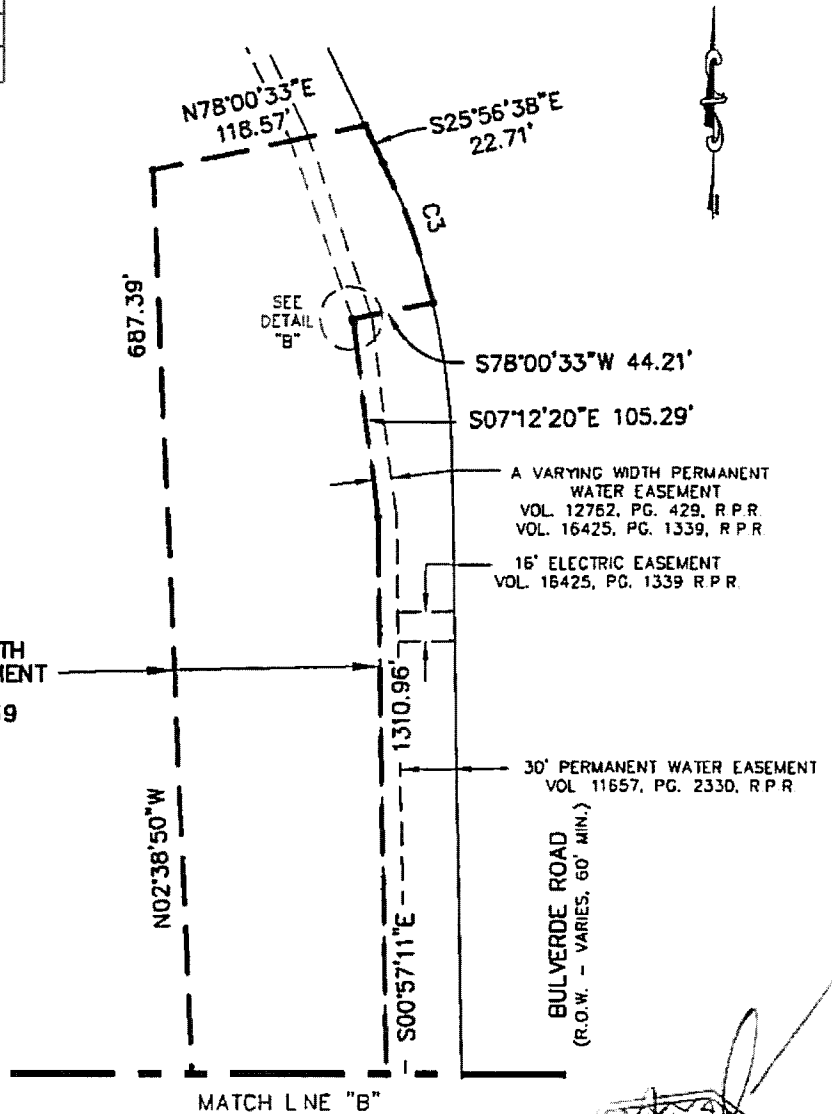 N78°00'33"E
118.57'
S25°56'38"E
22.71'
C3
687.39'
SEE
DETAIL
"B"
S78°00'33"W 44.21'
S07°12'20"E 105.29'
A VARYING WIDTH PERMANENT
WATER EASEMENT
VOL. 12762, PG. 429, R.P.R.
VOL. 16425, PG. 1339, R.P.R.
16' ELECTRIC EASEMENT
VOL. 16425, PG. 1339 R.P.R.
TH
MENT
9
1310.96'
30' PERMANENT WATER EASEMENT
VOL 11657, PG. 2330, R.P.R.
N02°38'50"W
S00°57'11"E
BULVERDE ROAD
(R.O.W. - VARIES, 60' MIN.)
MATCH LINE "B"